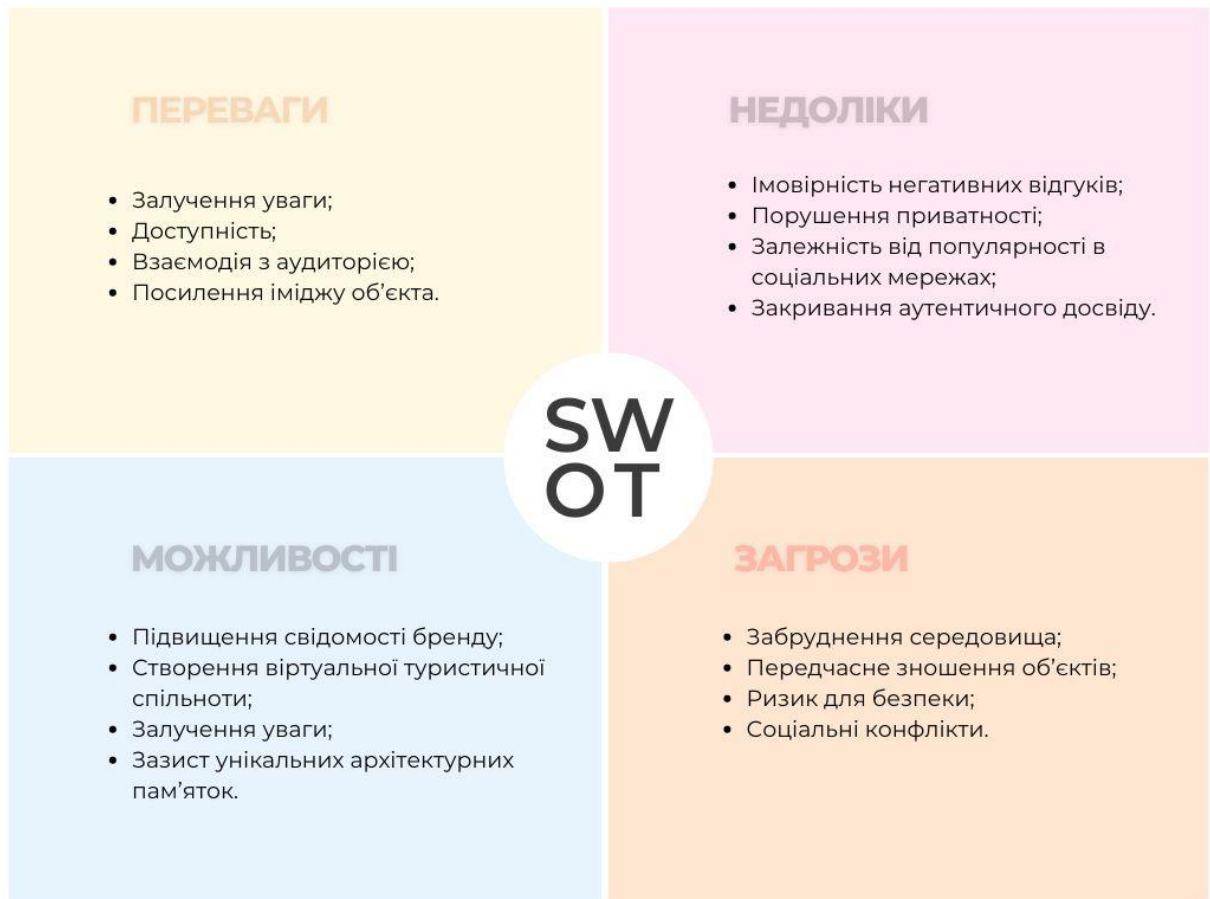 ПЕРЕВАГИ
• Залучення уваги;
• Доступність;
• Взаємодія з аудиторією;
• Посилення іміджу об’єкта.
НЕДОЛІКИ
• Імовірність негативних відгуків;
• Порушення приватності;
• Залежність від популярності в
соціальних мережах;
• Закривання аутентичного досвіду.
SW
OT
МОЖЛИВОСТІ
• Підвищення свідомості бренду;
• Створення віртуальної туристичної
спільноти;
• Залучення уваги;
• Зазист унікальних архітектурних
пам’яток.
ЗАГРОЗИ
• Забруднення середовища;
• Передчасне зношення об’єктів;
• Ризик для безпеки;
• Соціальні конфлікти.